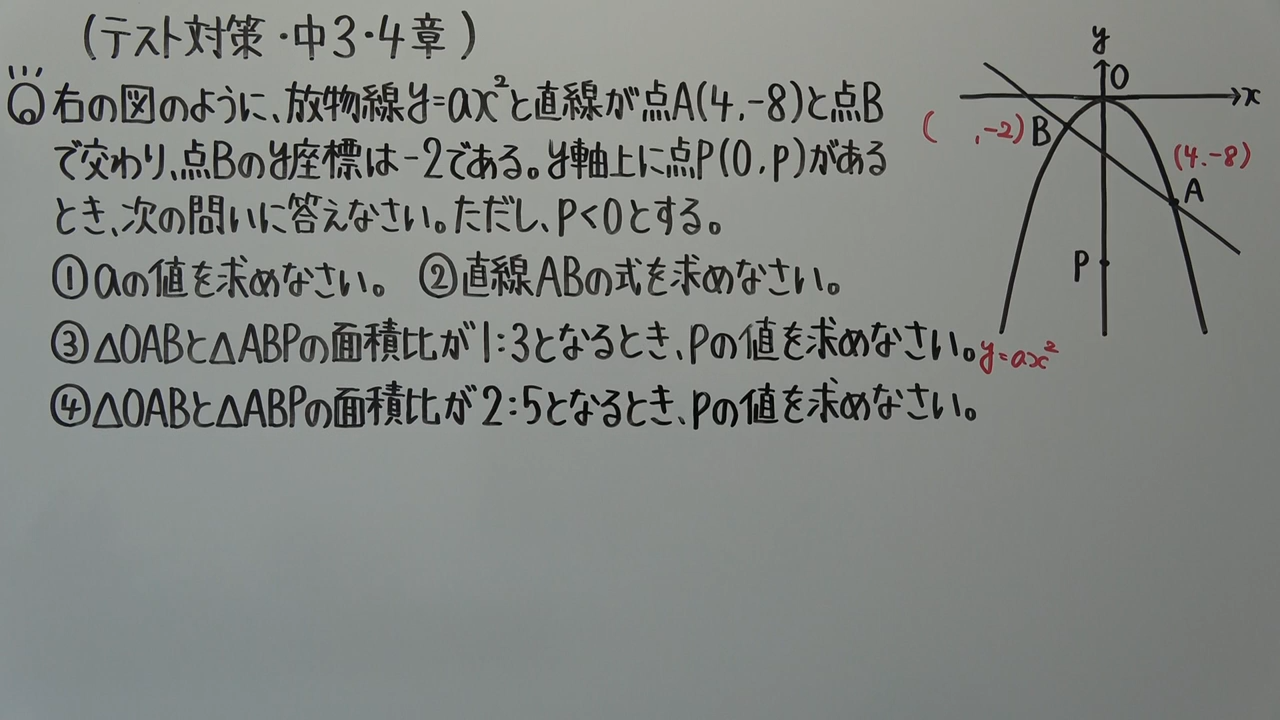 (テスト対策・中3・4章)
Q 右の図のように、放物線y=ax²と直線が点A(4,-8)と点B
で交わり、点Bのy座標は-2である。y軸上に点P(0,p)がある
とき、次の問いに答えなさい。ただし、P<0とする。
①aの値を求めなさい。 ②直線ABの式を求めなさい。
③△OABと△ABPの面積比が1:3となるとき、Pの値を求めなさい。
④△OABと△ABPの面積比が2:5となるとき、Pの値を求めなさい。
y
O
x
( ,-2) B
(4,-8)
A
P
y=ax²